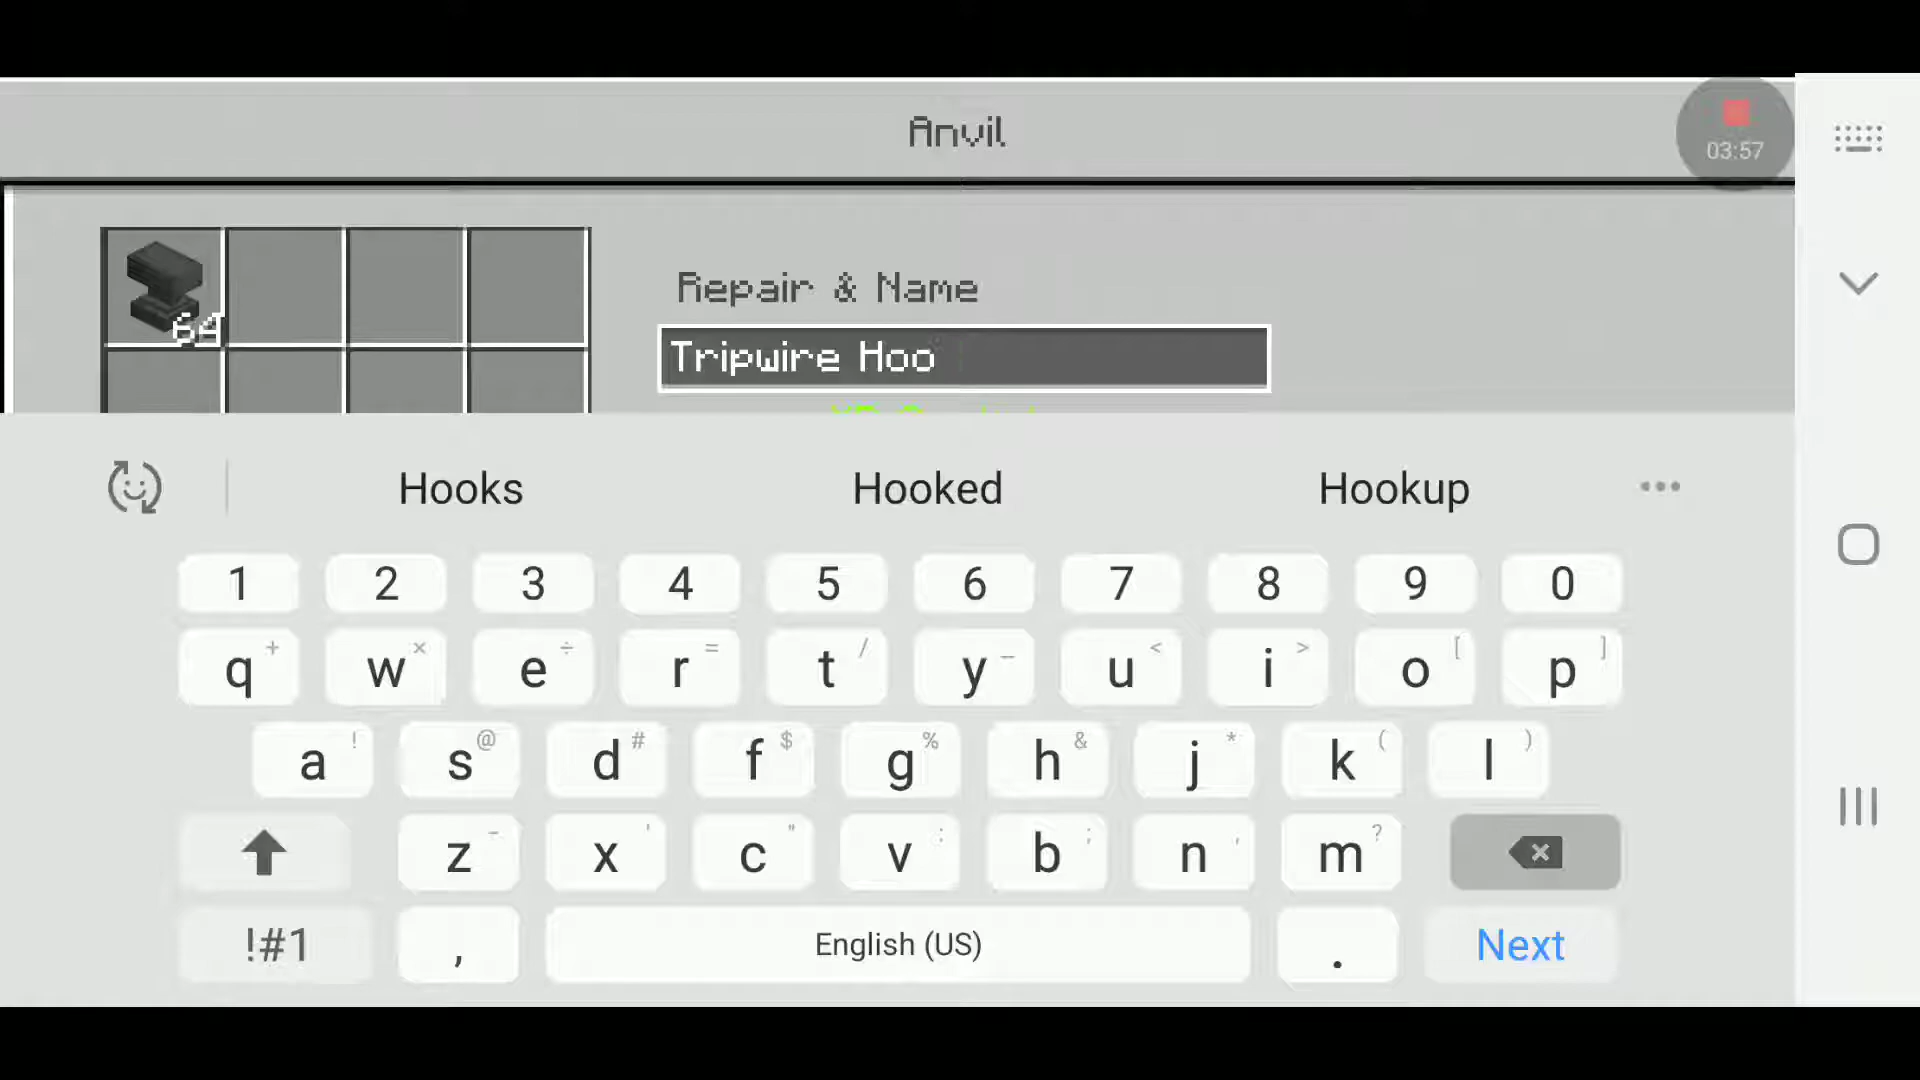 Anvil
03:57
64
Repair & Name
Tripwire Hoo
Hooks Hooked Hookup
1 2 3 4 5 6 7 8 9 0
q + w × e ÷ r = t / y _ u < i > o [ p ]
a ! s @ d # f $ g % h & j * k ( l )
z - x ' c " v : b ; n , m ?
!#1 , English (US) . Next